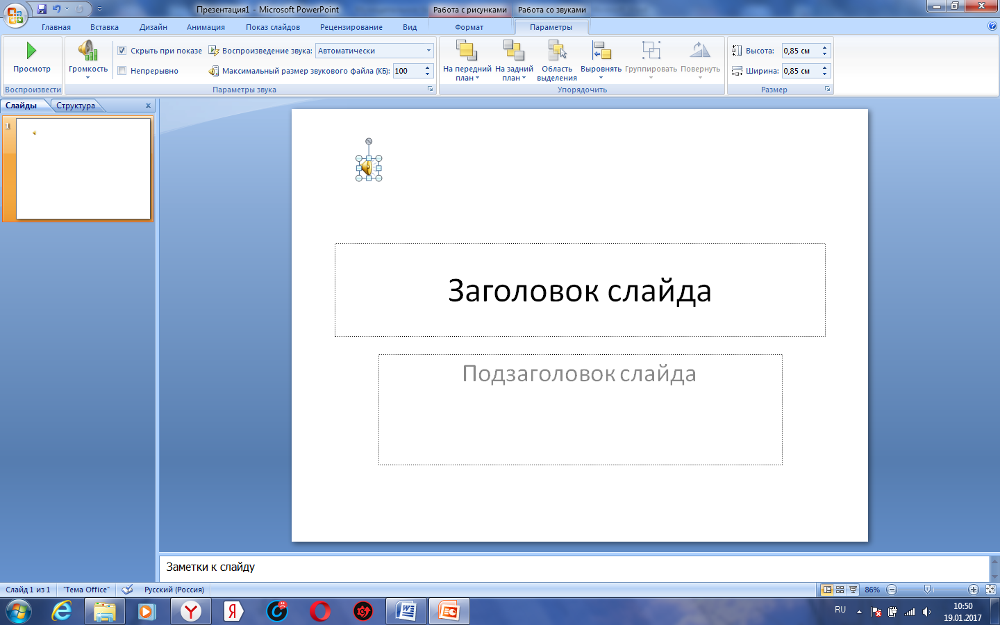 Презентация1 - Microsoft PowerPoint
Работа с рисунками
Работа со звуками
Главная
Вставка
Дизайн
Анимация
Показ слайдов
Рецензирование
Вид
Формат
Параметры
Просмотр
Воспроизвести
Громкость
Скрыть при показе
Непрерывно
Воспроизведение звука: Автоматически
Максимальный размер звукового файла (КБ): 100
Параметры звука
На передний
план
На задний
план
Область
выделения
Выровнять
Группировать
Повернуть
Упорядочить
Высота: 0,85 см
Ширина: 0,85 см
Размер
Слайды
Структура
x
1
Заголовок слайда
Подзаголовок слайда
Заметки к слайду
Слайд 1 из 1
"Тема Office"
Русский (Россия)
86%
RU
10:50
19.01.2017